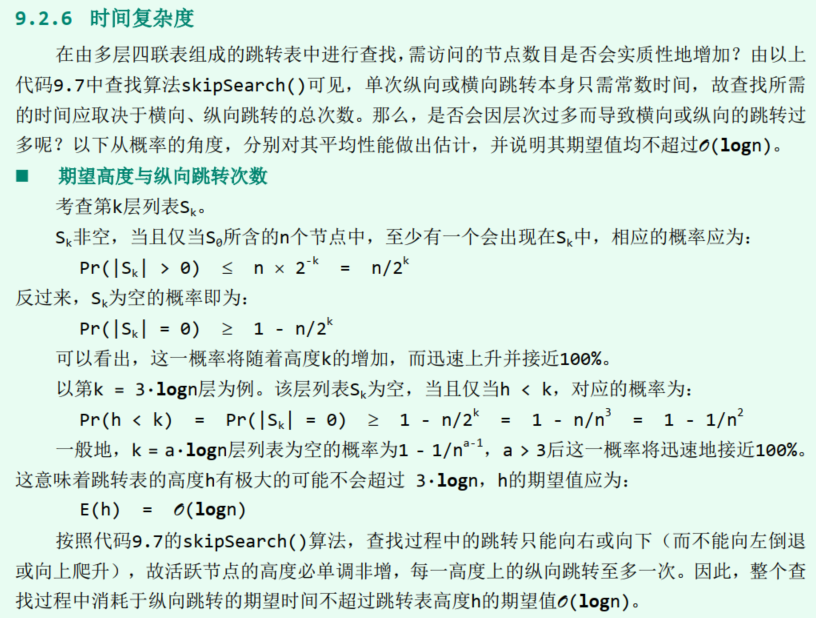 9.2.6 时间复杂度
在由多层四联表组成的跳转表中进行查找,需访问的节点数目是否会实质性地增加?由以上
代码9.7中查找算法skipSearch()可见,单次纵向或横向跳转本身只需常数时间,故查找所需
的时间应取决于横向、纵向跳转的总次数。那么,是否会因层次过多而导致横向或纵向的跳转过
多呢?以下从概率的角度,分别对其平均性能做出估计,并说明其期望值均不超过𝒪(logn)。
■ 期望高度与纵向跳转次数
考查第k层列表Sₖ。
Sₖ非空,当且仅当S₀所含的n个节点中,至少有一个会出现在Sₖ中,相应的概率应为:
Pr(|Sₖ| > 0) ≤ n × 2⁻ᵏ = n/2ᵏ
反过来,Sₖ为空的概率即为:
Pr(|Sₖ| = 0) ≥ 1 - n/2ᵏ
可以看出,这一概率将随着高度k的增加,而迅速上升并接近100%。
以第k = 3·logn层为例。该层列表Sₖ为空,当且仅当h < k,对应的概率为:
Pr(h < k) = Pr(|Sₖ| = 0) ≥ 1 - n/2ᵏ = 1 - n/n³ = 1 - 1/n²
一般地,k = a·logn层列表为空的概率为1 - 1/nᵃ⁻¹,a > 3后这一概率将迅速地接近100%。
这意味着跳转表的高度h有极大的可能不会超过 3·logn,h的期望值应为:
E(h) = 𝒪(logn)
按照代码9.7的skipSearch()算法,查找过程中的跳转只能向右或向下(而不能向左倒退
或向上爬升),故活跃节点的高度必单调非增,每一高度上的纵向跳转至多一次。因此,整个查
找过程中消耗于纵向跳转的期望时间不超过跳转表高度h的期望值𝒪(logn)。